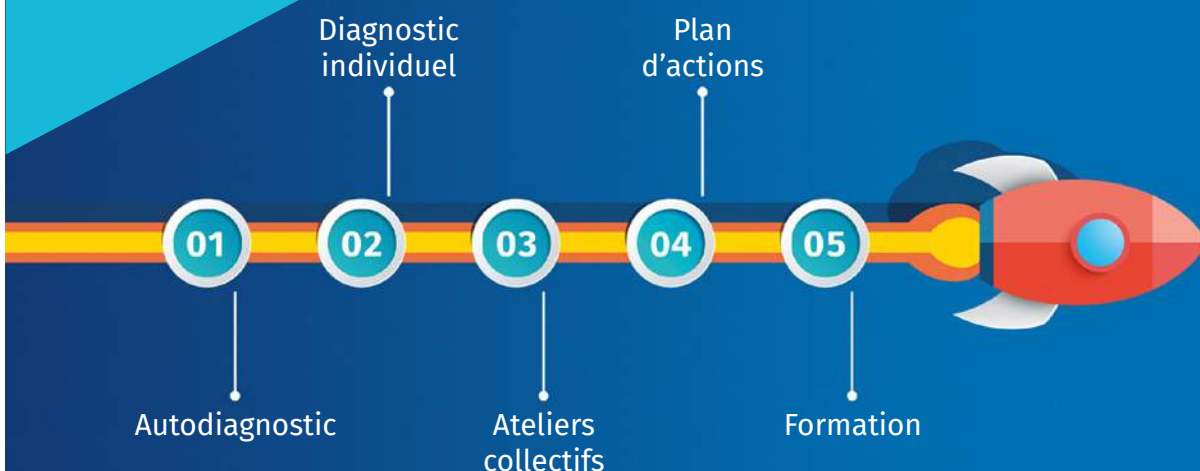 Diagnostic
individuel
Plan
d’actions
01
02
03
04
05
Autodiagnostic
Ateliers
collectifs
Formation